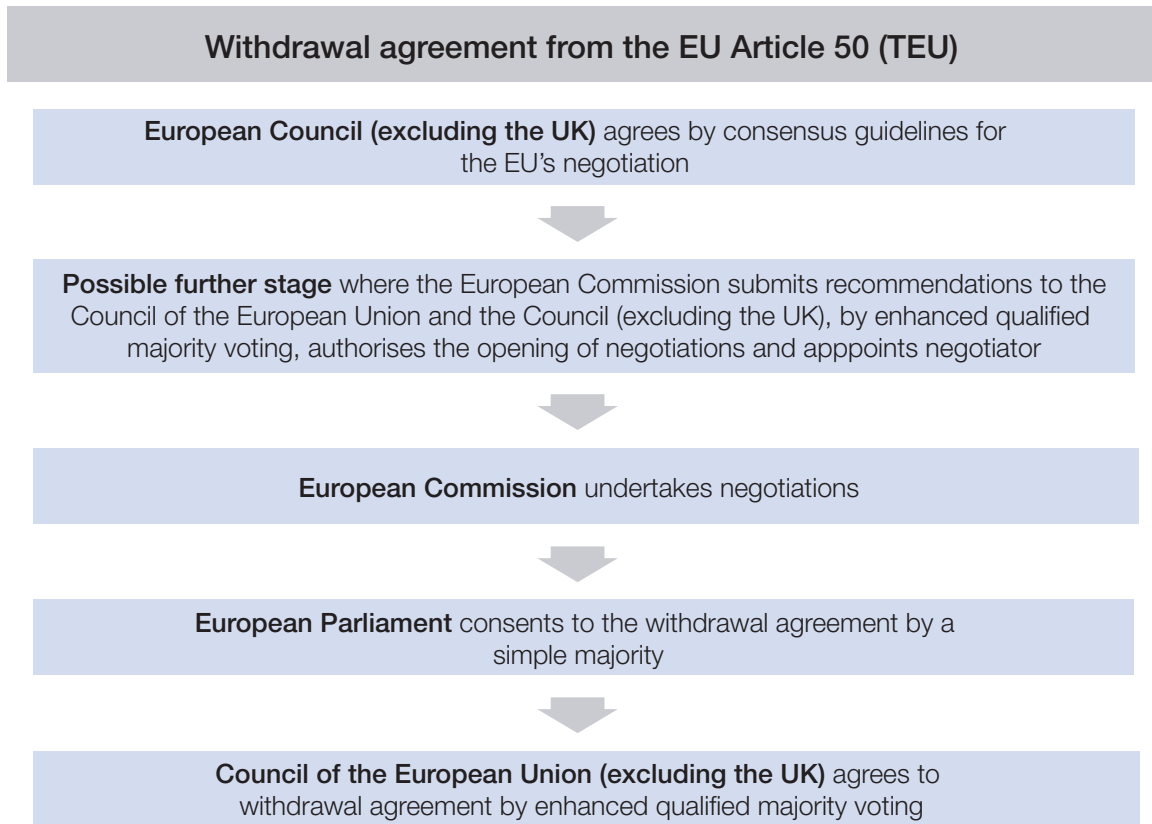 Withdrawal agreement from the EU Article 50 (TEU)
European Council (excluding the UK) agrees by consensus guidelines for
the EU’s negotiation
Possible further stage where the European Commission submits recommendations to the
Council of the European Union and the Council (excluding the UK), by enhanced qualified
majority voting, authorises the opening of negotiations and apppoints negotiator
European Commission undertakes negotiations
European Parliament consents to the withdrawal agreement by a
simple majority
Council of the European Union (excluding the UK) agrees to
withdrawal agreement by enhanced qualified majority voting